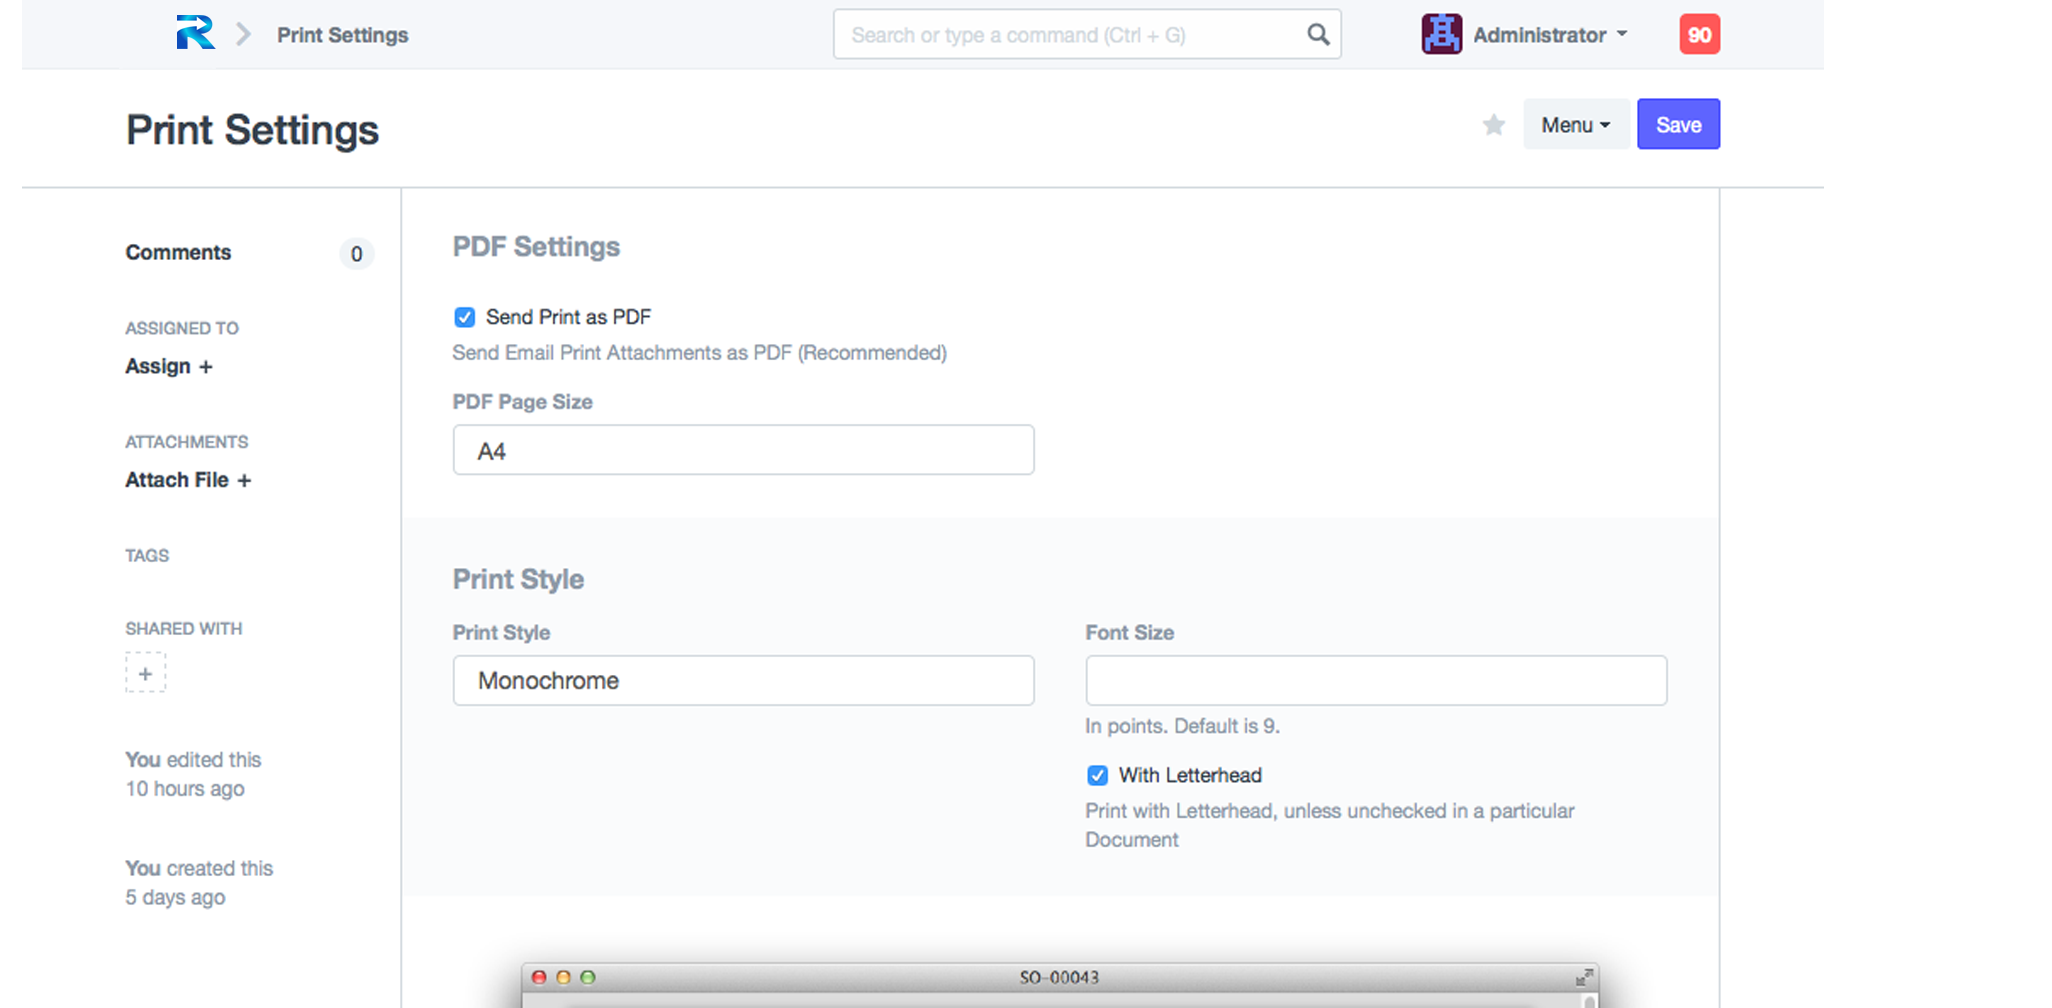 Print Settings
Search or type a command (Ctrl + G)
Administrator
90
Print Settings
Menu
Save
Comments
0
ASSIGNED TO
Assign +
ATTACHMENTS
Attach File +
TAGS
SHARED WITH
+
You edited this
10 hours ago
You created this
5 days ago
PDF Settings
Send Print as PDF
Send Email Print Attachments as PDF (Recommended)
PDF Page Size
A4
Print Style
Print Style
Monochrome
Font Size
In points. Default is 9.
With Letterhead
Print with Letterhead, unless unchecked in a particular
Document
SO-00043